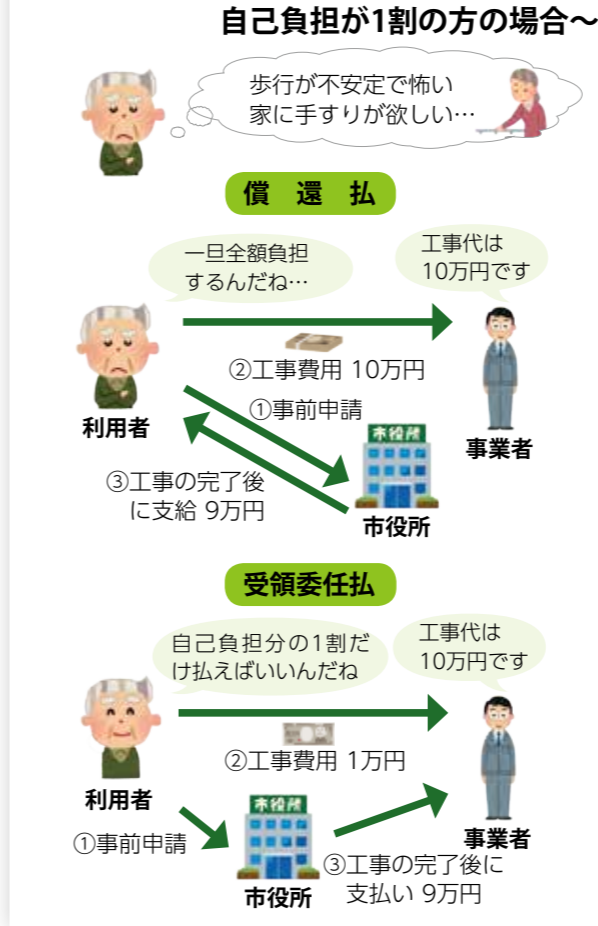 自己負担が1割の方の場合～
歩行が不安定で怖い
家に手すりが欲しい…
償 還 払
一旦全額負担
するんだね…
工事代は
10万円です
②工事費用 10万円
①事前申請
利用者
市役所
事業者
③工事の完了後
に支給 9万円
市役所
受領委任払
自己負担分の1割だ
け払えばいいんだね
工事代は
10万円です
②工事費用 1万円
利用者
①事前申請
市役所
事業者
③工事の完了後に
支払い 9万円
市役所